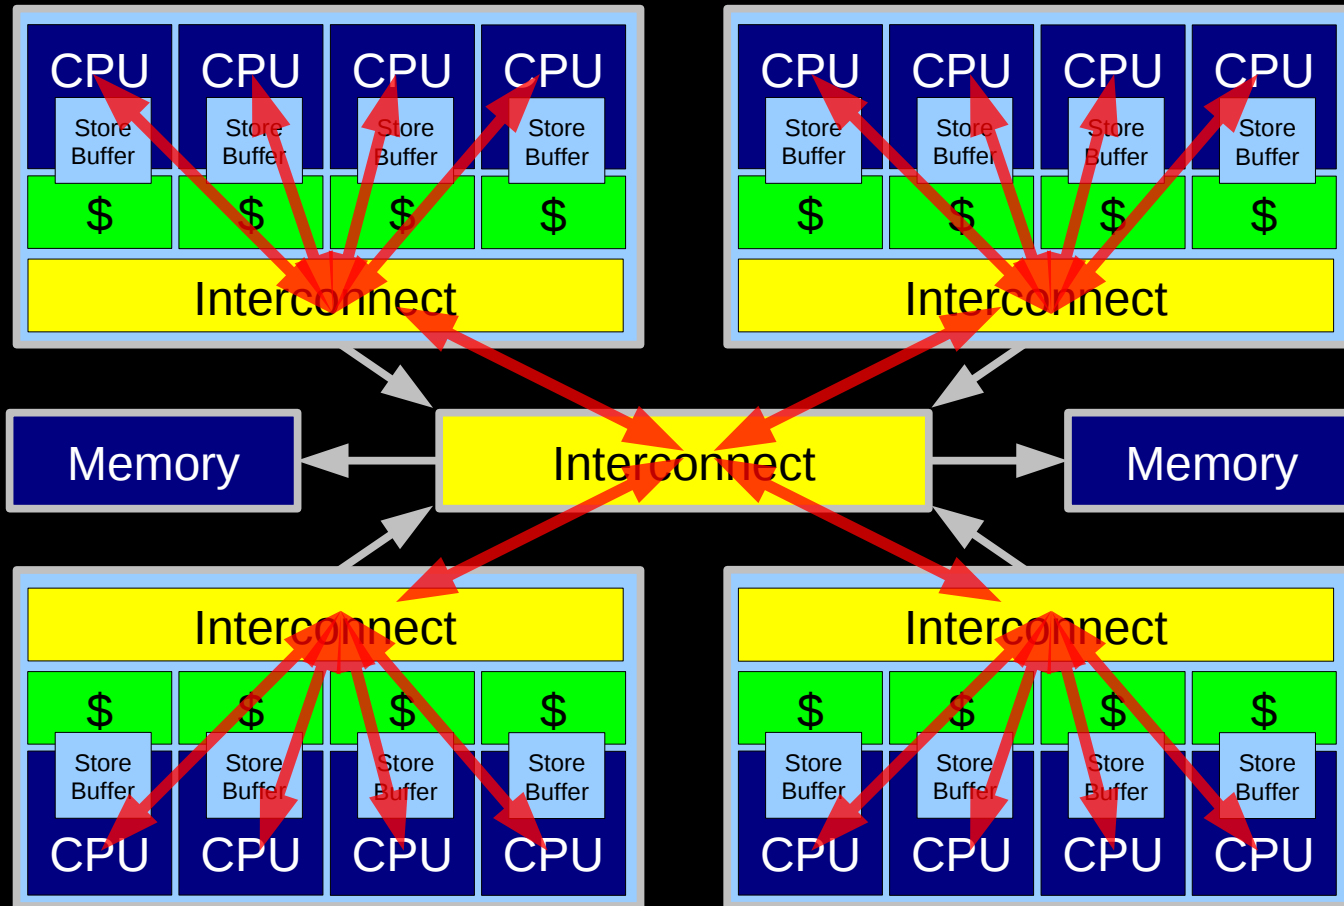 CPU CPU CPU CPU
Store Store Store Store
Buffer Buffer Buffer Buffer
$ $ $ $
Interconnect
CPU CPU CPU CPU
Store Store Store Store
Buffer Buffer Buffer Buffer
$ $ $ $
Interconnect
Memory
Interconnect
Memory
Interconnect
$ $ $ $
Store Store Store Store
Buffer Buffer Buffer Buffer
CPU CPU CPU CPU
Interconnect
$ $ $ $
Store Store Store Store
Buffer Buffer Buffer Buffer
CPU CPU CPU CPU